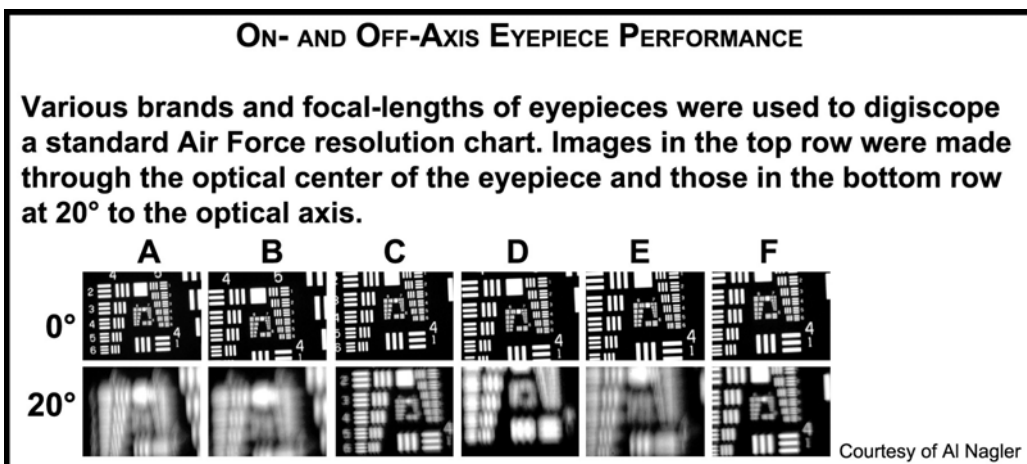 On- and Off-Axis Eyepiece Performance
Various brands and focal-lengths of eyepieces were used to digiscope
a standard Air Force resolution chart. Images in the top row were made
through the optical center of the eyepiece and those in the bottom row
at 20° to the optical axis.
A B C D E F
0°
20°
Courtesy of Al Nagler